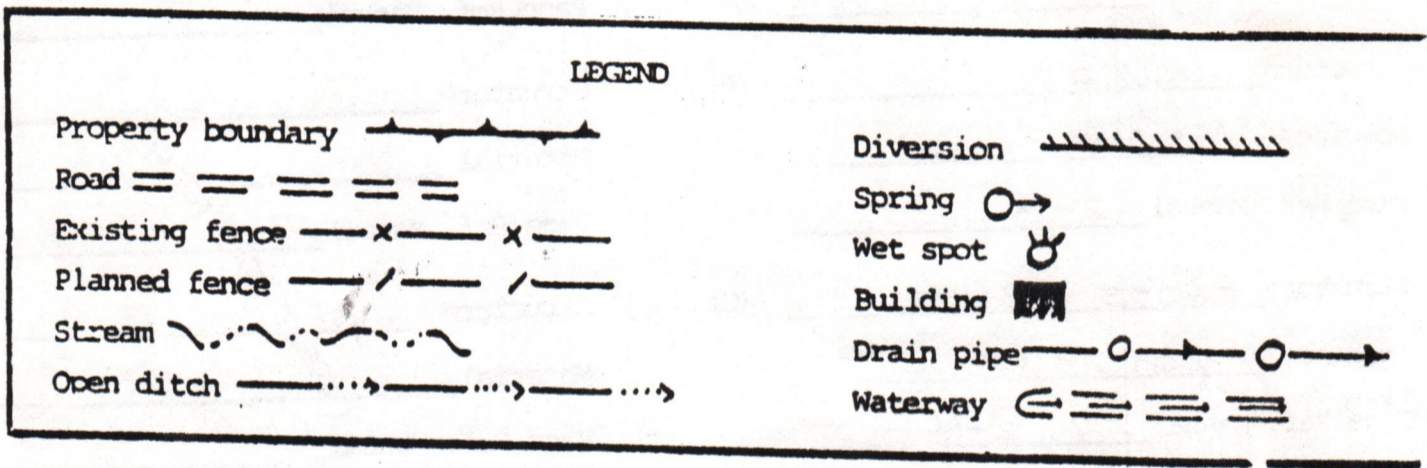 LEGEND
Property boundary
Road
Existing fence
Planned fence
Stream
Open ditch
Diversion
Spring
Wet spot
Building
Drain pipe
Waterway